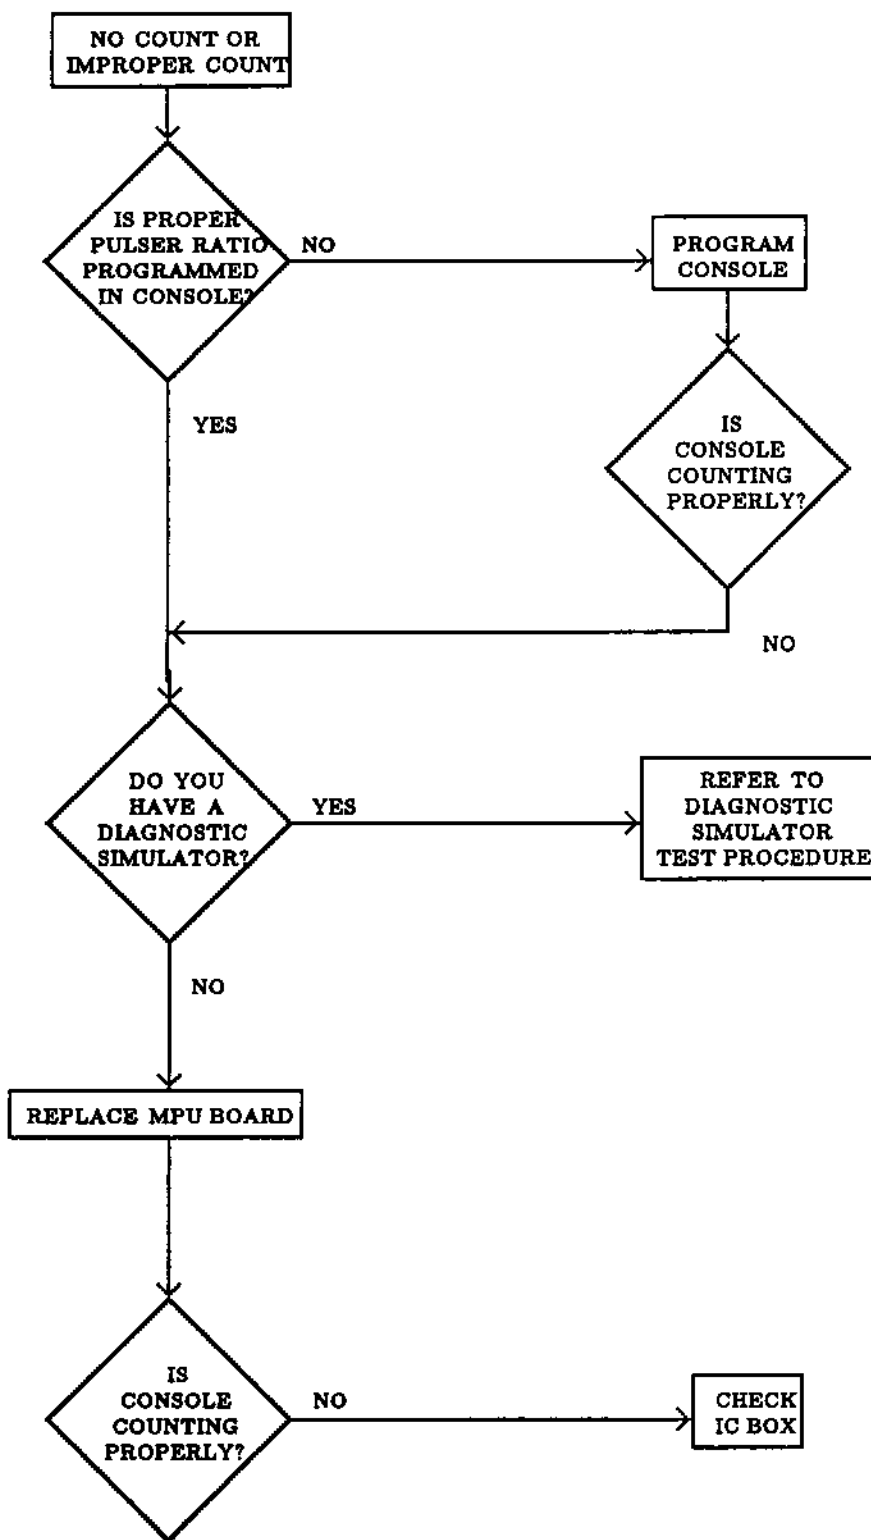 NO COUNT OR
IMPROPER COUNT
IS PROPER
PULSER RATIO
PROGRAMMED
IN CONSOLE?
NO
PROGRAM
CONSOLE
YES
IS
CONSOLE
COUNTING
PROPERLY?
NO
DO YOU
HAVE A
DIAGNOSTIC
SIMULATOR?
YES
REFER TO
DIAGNOSTIC
SIMULATOR
TEST PROCEDURE
NO
REPLACE MPU BOARD
IS
CONSOLE
COUNTING
PROPERLY?
NO
CHECK
IC BOX